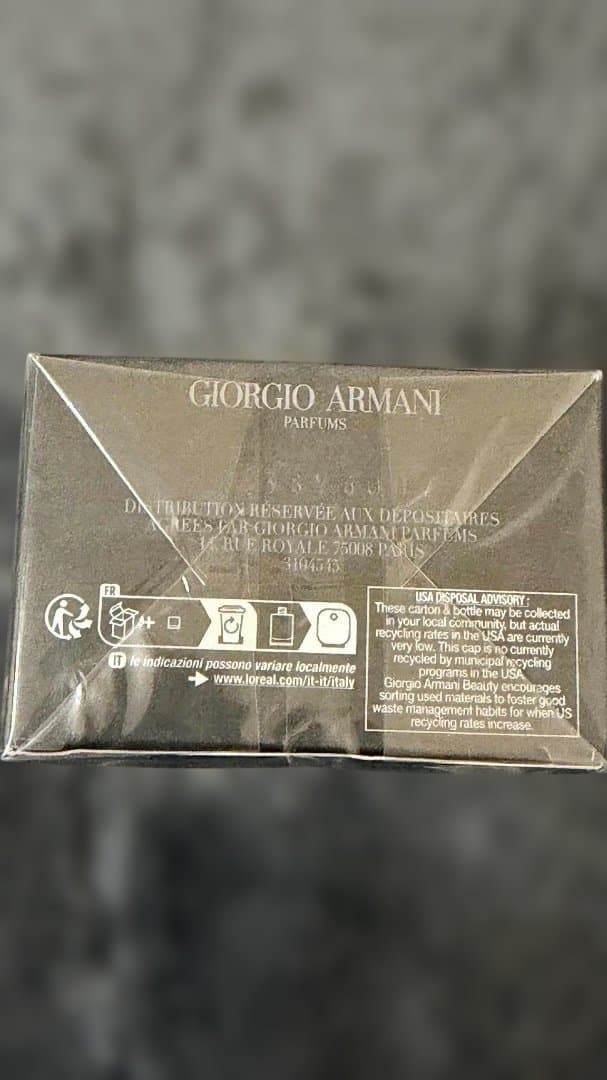 GIORGIO ARMANI
PARFUMS
DISTRIBUTION RÉSERVÉE AUX DÉPOSITAIRES
AGRÉÉS PAR GIORGIO ARMANI PARFUMS
14, RUE ROYALE 75008 PARIS
3104545
FR
+
IT le indicazioni possono variare localmente
www.loreal.com/it-it/italy
USA DISPOSAL ADVISORY:
These carton & bottle may be collected
in your local community, but actual
recycling rates in the USA are currently
very low. This cap is no currently
recycled by municipal recycling
programs in the USA
Giorgio Armani Beauty encourages
sorting used materials to foster good
waste management habits for when US
recycling rates increase.